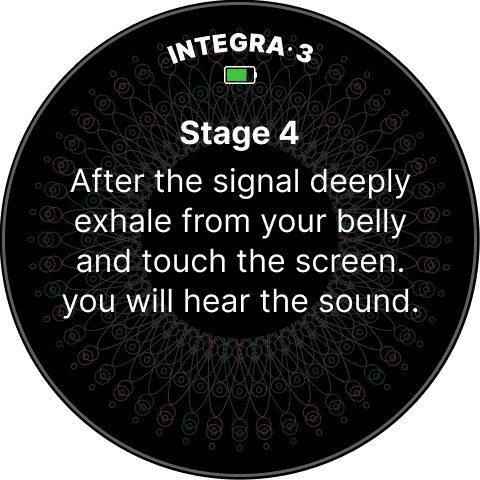 INTEGRA·3
Stage 4
After the signal deeply
exhale from your belly
and touch the screen.
you will hear the sound.